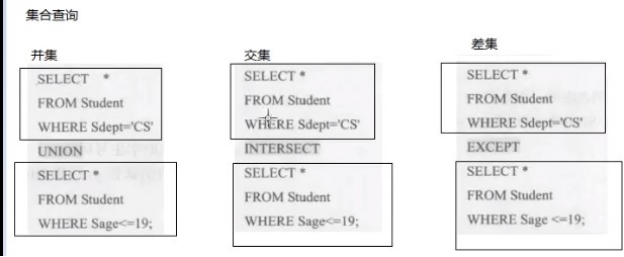 集合查询
并集
SELECT *
FROM Student
WHERE Sdept='CS'
UNION
SELECT *
FROM Student
WHERE Sage<=19;
交集
SELECT *
FROM Student
WHERE Sdept='CS'
INTERSECT
SELECT *
FROM Student
WHERE Sage<=19;
差集
SELECT *
FROM Student
WHERE Sdept='CS'
EXCEPT
SELECT *
FROM Student
WHERE Sage <=19;